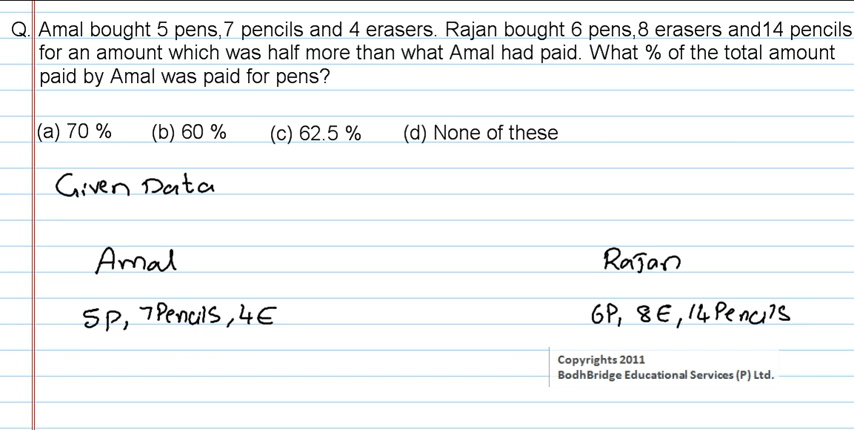 Q. Amal bought 5 pens,7 pencils and 4 erasers. Rajan bought 6 pens,8 erasers and14 pencils
for an amount which was half more than what Amal had paid. What % of the total amount
paid by Amal was paid for pens?
(a) 70 % (b) 60 % (c) 62.5 % (d) None of these
Given Data
Amal Rajan
5P, 7Pencils, 4E 6P, 8E, 14Pencils
Copyrights 2011
BodhBridge Educational Services (P) Ltd.